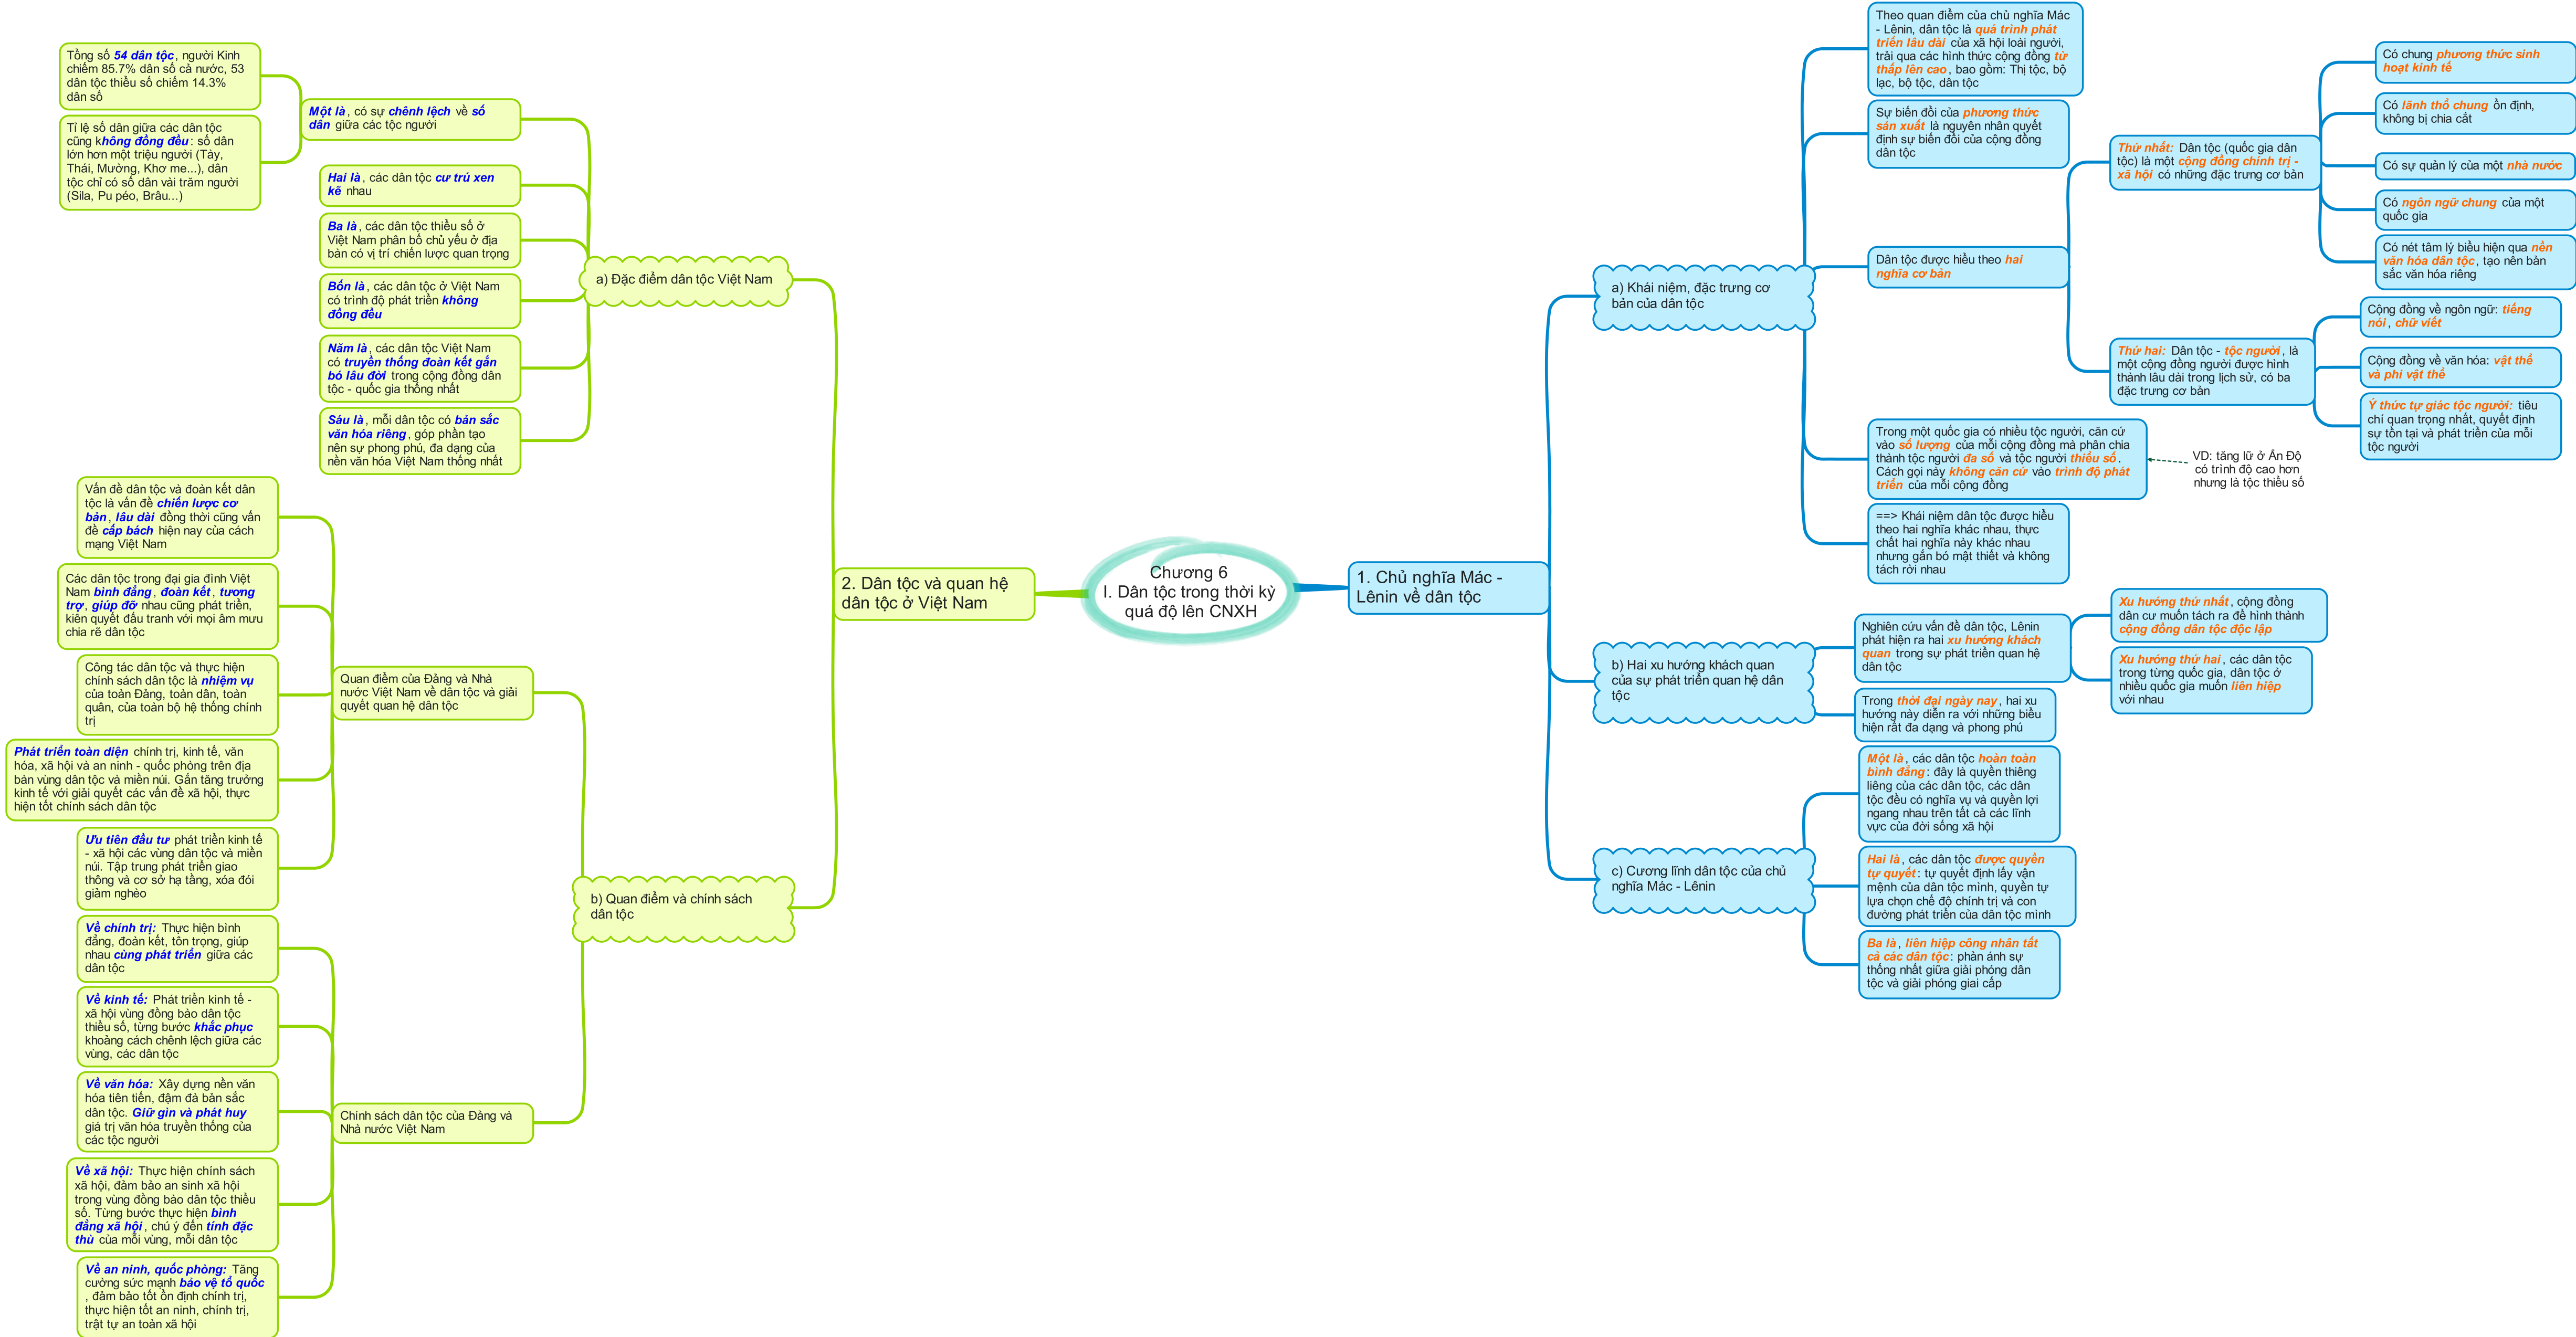 Chương 6
I. Dân tộc trong thời kỳ
quá độ lên CNXH
1. Chủ nghĩa Mác -
Lênin về dân tộc
a) Khái niệm, đặc trưng cơ
bản của dân tộc
Theo quan điểm của chủ nghĩa Mác
- Lênin, dân tộc là quá trình phát
triển lâu dài của xã hội loài người,
trải qua các hình thức cộng đồng từ
thấp lên cao, bao gồm: Thị tộc, bộ
lạc, bộ tộc, dân tộc
Sự biến đổi của phương thức
sản xuất là nguyên nhân quyết
định sự biến đổi của cộng đồng
dân tộc
Dân tộc được hiểu theo hai
nghĩa cơ bản
Thứ nhất: Dân tộc (quốc gia dân
tộc) là một cộng đồng chính trị -
xã hội có những đặc trưng cơ bản
Có chung phương thức sinh
hoạt kinh tế
Có lãnh thổ chung ổn định,
không bị chia cắt
Có sự quản lý của một nhà nước
Có ngôn ngữ chung của một
quốc gia
Có nét tâm lý biểu hiện qua nền
văn hóa dân tộc, tạo nên bản
sắc văn hóa riêng
Thứ hai: Dân tộc - tộc người, là
một cộng đồng người được hình
thành lâu dài trong lịch sử, có ba
đặc trưng cơ bản
Cộng đồng về ngôn ngữ: tiếng
nói, chữ viết
Cộng đồng về văn hóa: vật thể
và phi vật thể
Ý thức tự giác tộc người: tiêu
chí quan trọng nhất, quyết định
sự tồn tại và phát triển của mỗi
tộc người
Trong một quốc gia có nhiều tộc người, căn cứ
vào số lượng của mỗi cộng đồng mà phân chia
thành tộc người đa số và tộc người thiểu số.
Cách gọi này không căn cứ vào trình độ phát
triển của mỗi cộng đồng
VD: tăng lữ ở Ấn Độ
có trình độ cao hơn
nhưng là tộc thiểu số
==> Khái niệm dân tộc được hiểu
theo hai nghĩa khác nhau, thực
chất hai nghĩa này khác nhau
nhưng gắn bó mật thiết và không
tách rời nhau
b) Hai xu hướng khách quan
của sự phát triển quan hệ dân
tộc
Nghiên cứu vấn đề dân tộc, Lênin
phát hiện ra hai xu hướng khách
quan trong sự phát triển quan hệ
dân tộc
Xu hướng thứ nhất, cộng đồng
dân cư muốn tách ra để hình thành
cộng đồng dân tộc độc lập
Xu hướng thứ hai, các dân tộc
trong từng quốc gia, dân tộc ở
nhiều quốc gia muốn liên hiệp
với nhau
Trong thời đại ngày nay, hai xu
hướng này diễn ra với những biểu
hiện rất đa dạng và phong phú
c) Cương lĩnh dân tộc của chủ
nghĩa Mác - Lênin
Một là, các dân tộc hoàn toàn
bình đẳng: đây là quyền thiêng
liêng của các dân tộc, các dân
tộc đều có nghĩa vụ và quyền lợi
ngang nhau trên tất cả các lĩnh
vực của đời sống xã hội
Hai là, các dân tộc được quyền
tự quyết: tự quyết định lấy vận
mệnh của dân tộc mình, quyền tự
lựa chọn chế độ chính trị và con
đường phát triển của dân tộc mình
Ba là, liên hiệp công nhân tất
cả các dân tộc: phản ánh sự
thống nhất giữa giải phóng dân
tộc và giải phóng giai cấp
2. Dân tộc và quan hệ
dân tộc ở Việt Nam
a) Đặc điểm dân tộc Việt Nam
Một là, có sự chênh lệch về số
dân giữa các tộc người
Tổng số 54 dân tộc, người Kinh
chiếm 85.7% dân số cả nước, 53
dân tộc thiểu số chiếm 14.3%
dân số
Tỉ lệ số dân giữa các dân tộc
cũng không đồng đều: số dân
lớn hơn một triệu người (Tày,
Thái, Mường, Khơ me...), dân
tộc chỉ có số dân vài trăm người
(Sila, Pu péo, Brâu...)
Hai là, các dân tộc cư trú xen
kẽ nhau
Ba là, các dân tộc thiểu số ở
Việt Nam phân bố chủ yếu ở địa
bàn có vị trí chiến lược quan trọng
Bốn là, các dân tộc ở Việt Nam
có trình độ phát triển không
đồng đều
Năm là, các dân tộc Việt Nam
có truyền thống đoàn kết gắn
bó lâu đời trong cộng đồng dân
tộc - quốc gia thống nhất
Sáu là, mỗi dân tộc có bản sắc
văn hóa riêng, góp phần tạo
nên sự phong phú, đa dạng của
nền văn hóa Việt Nam thống nhất
b) Quan điểm và chính sách
dân tộc
Quan điểm của Đảng và Nhà
nước Việt Nam về dân tộc và giải
quyết quan hệ dân tộc
Vấn đề dân tộc và đoàn kết dân
tộc là vấn đề chiến lược cơ
bản, lâu dài đồng thời cũng vấn
đề cấp bách hiện nay của cách
mạng Việt Nam
Các dân tộc trong đại gia đình Việt
Nam bình đẳng, đoàn kết, tương
trợ, giúp đỡ nhau cũng phát triển,
kiên quyết đấu tranh với mọi âm mưu
chia rẽ dân tộc
Công tác dân tộc và thực hiện
chính sách dân tộc là nhiệm vụ
của toàn Đảng, toàn dân, toàn
quân, của toàn bộ hệ thống chính
trị
Phát triển toàn diện chính trị, kinh tế, văn
hóa, xã hội và an ninh - quốc phòng trên địa
bàn vùng dân tộc và miền núi. Gắn tăng trưởng
kinh tế với giải quyết các vấn đề xã hội, thực
hiện tốt chính sách dân tộc
Ưu tiên đầu tư phát triển kinh tế
- xã hội các vùng dân tộc và miền
núi. Tập trung phát triển giao
thông và cơ sở hạ tầng, xóa đói
giảm nghèo
Chính sách dân tộc của Đảng và
Nhà nước Việt Nam
Về chính trị: Thực hiện bình
đẳng, đoàn kết, tôn trọng, giúp
nhau cùng phát triển giữa các
dân tộc
Về kinh tế: Phát triển kinh tế -
xã hội vùng đồng bào dân tộc
thiểu số, từng bước khắc phục
khoảng cách chênh lệch giữa các
vùng, các dân tộc
Về văn hóa: Xây dựng nền văn
hóa tiên tiến, đậm đà bản sắc
dân tộc. Giữ gìn và phát huy
giá trị văn hóa truyền thống của
các tộc người
Về xã hội: Thực hiện chính sách
xã hội, đảm bảo an sinh xã hội
trong vùng đồng bào dân tộc thiểu
số. Từng bước thực hiện bình
đẳng xã hội, chú ý đến tính đặc
thù của mỗi vùng, mỗi dân tộc
Về an ninh, quốc phòng: Tăng
cường sức mạnh bảo vệ tổ quốc
, đảm bảo tốt ổn định chính trị,
thực hiện tốt an ninh, chính trị,
trật tự an toàn xã hội